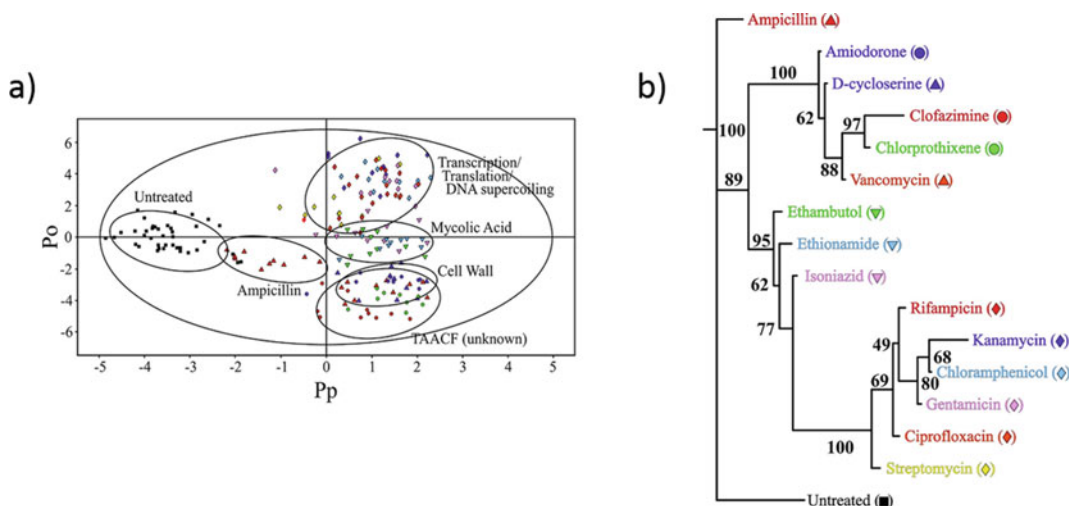 a)
Po
6
4
2
0
-2
-4
-6
Untreated
Ampicillin
Transcription/
Translation/
DNA supercoiling
Mycolic Acid
Cell Wall
TAACF (unknown)
-5 -4 -3 -2 -1 0 1 2 3 4 5
Pp
b)
Ampicillin (▲)
Amiodorone (●)
100
D-cycloserine (▲)
62
Clofazimine (●)
97
Chlorprothixene (●)
88
Vancomycin (▲)
100
89
Ethambutol (▼)
95
Ethionamide (▼)
62
Isoniazid (▼)
77
Rifampicin (♦)
49
Kanamycin (♦)
68
Chloramphenicol (♦)
80
69
Gentamicin (♦)
Ciprofloxacin (♦)
100
Streptomycin (♦)
Untreated (■)